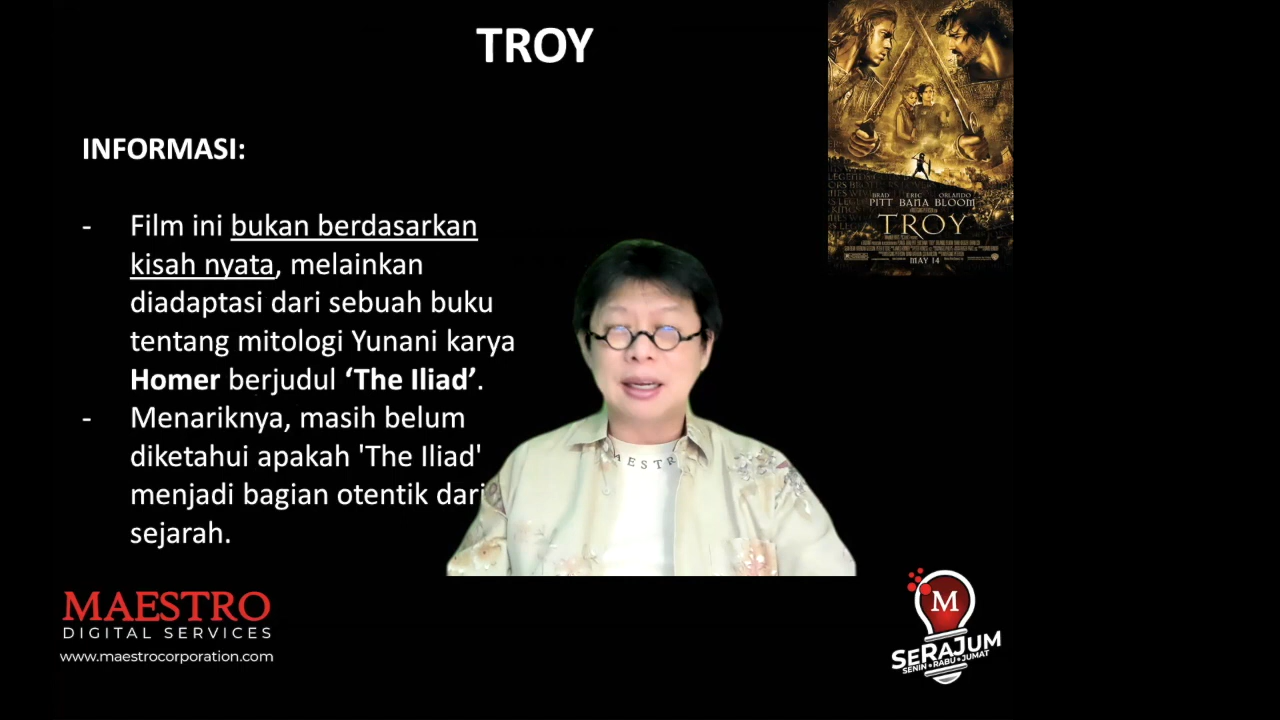 TROY
INFORMASI:
- Film ini bukan berdasarkan
kisah nyata, melainkan
diadaptasi dari sebuah buku
tentang mitologi Yunani karya
Homer berjudul ‘The Iliad’.
- Menariknya, masih belum
diketahui apakah 'The Iliad'
menjadi bagian otentik dari
sejarah.
BRAD ERIC ORLANDO
PITT BANA BLOOM
TROY
MAY 14
AESTR
MAESTRO
DIGITAL SERVICES
www.maestrocorporation.com
M
SERAJUM
SENIN • RABU • JUMAT